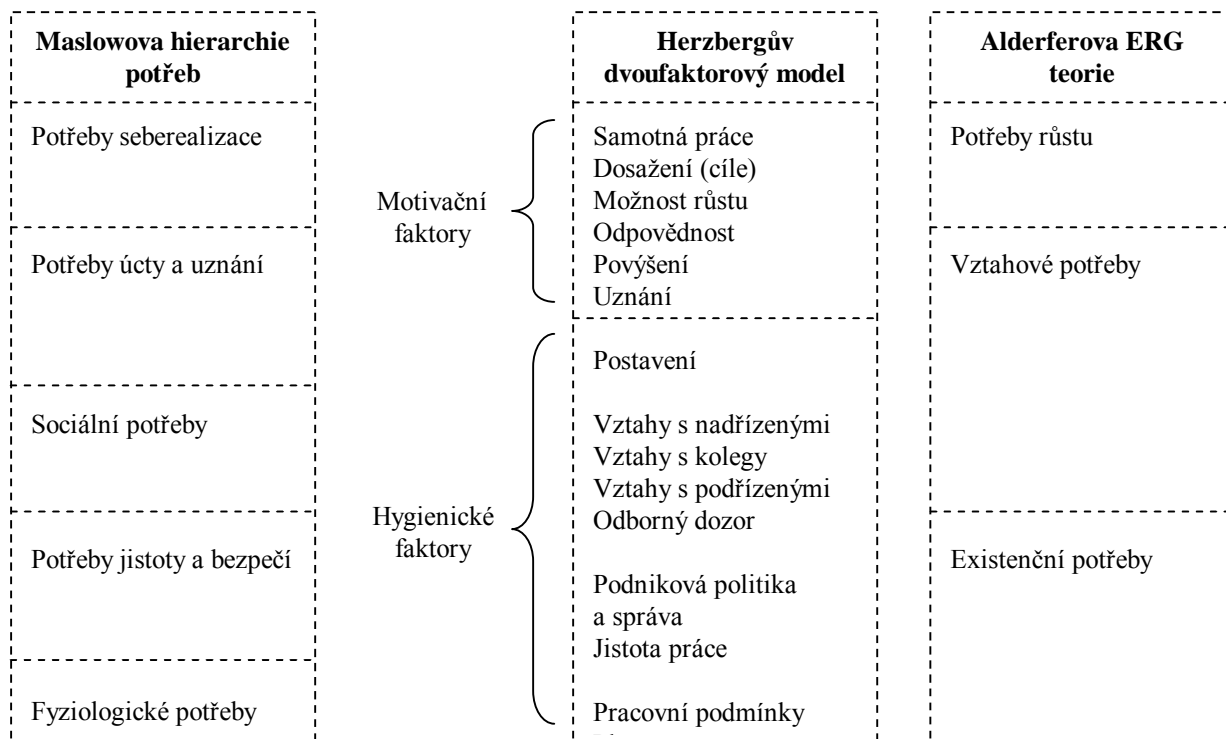 Maslowova hierarchie
potřeb
Potřeby seberealizace
Potřeby úcty a uznání
Sociální potřeby
Potřeby jistoty a bezpečí
Fyziologické potřeby
Motivační
faktory
Hygienické
faktory
Herzbergův
dvoufaktorový model
Samotná práce
Dosažení (cíle)
Možnost růstu
Odpovědnost
Povýšení
Uznání
Postavení
Vztahy s nadřízenými
Vztahy s kolegy
Vztahy s podřízenými
Odborný dozor
Podniková politika
a správa
Jistota práce
Pracovní podmínky
Alderferova ERG
teorie
Potřeby růstu
Vztahové potřeby
Existenční potřeby